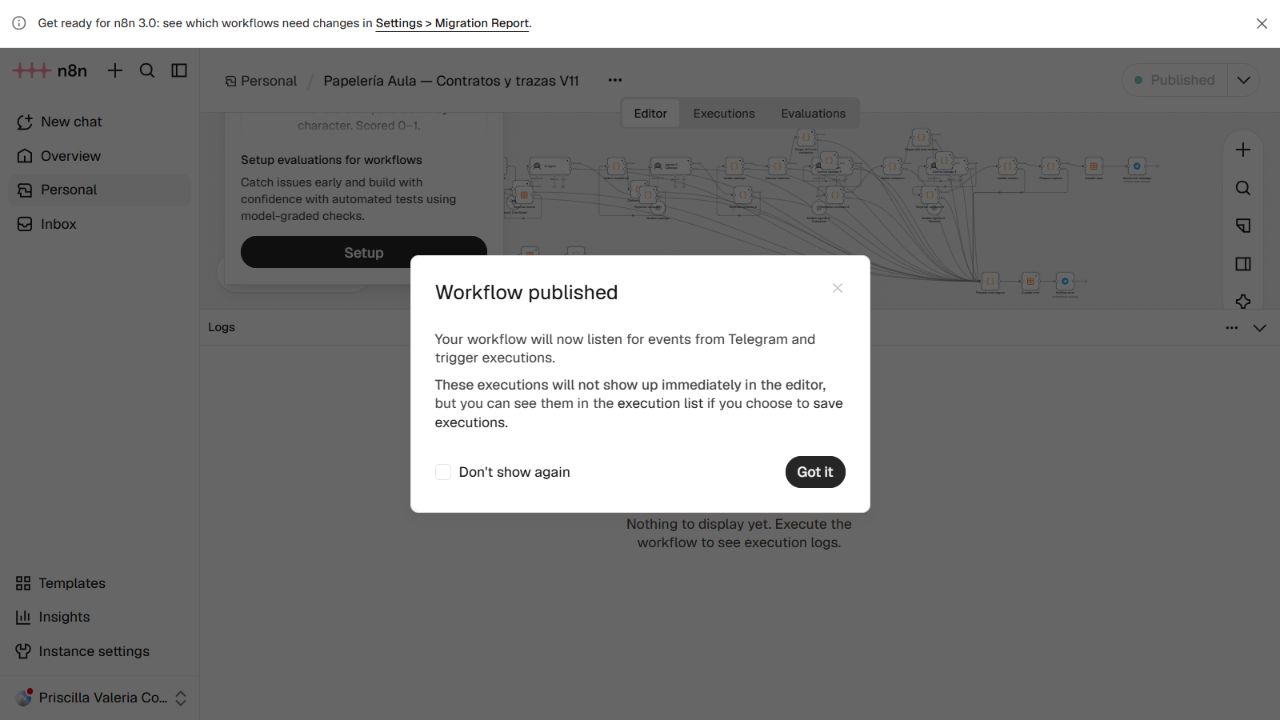 Get ready for n8n 3.0: see which workflows need changes in Settings > Migration Report.
n8n
Personal / Papelería Aula — Contratos y trazas V11
Published
Editor
Executions
Evaluations
New chat
Overview
Personal
Inbox
character. Scored 0–1.
Setup evaluations for workflows
Catch issues early and build with
confidence with automated tests using
model-graded checks.
Setup
Logs
Workflow published
Your workflow will now listen for events from Telegram and
trigger executions.
These executions will not show up immediately in the editor,
but you can see them in the execution list if you choose to save
executions.
Don't show again
Got it
Nothing to display yet. Execute the
workflow to see execution logs.
Templates
Insights
Instance settings
Priscilla Valeria Co...